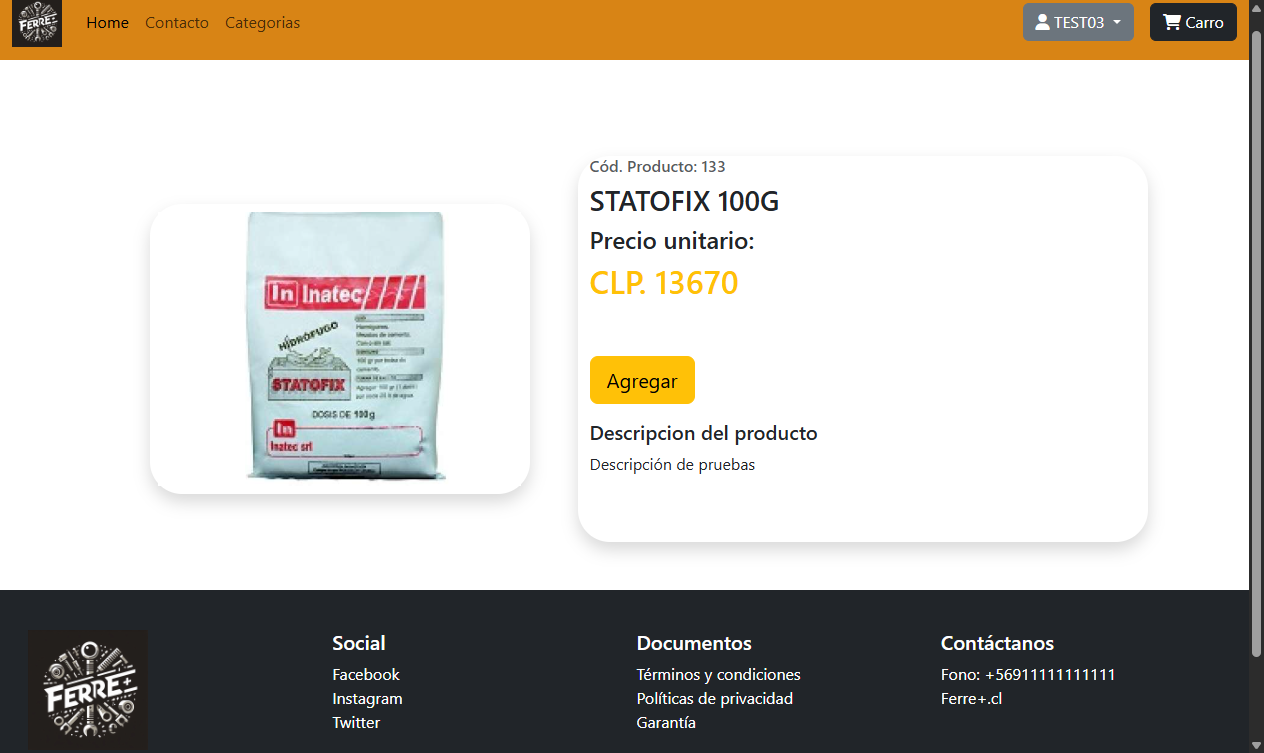 FERRE+
Home
Contacto
Categorias
TEST03
Carro
Cód. Producto: 133
STATOFIX 100G
Precio unitario:
CLP. 13670
In Inatec
HIDRÓFUGO
STATOFIX
DOSIS DE 100g
In
Inatec srl
Agregar
Descripcion del producto
Descripción de pruebas
FERRE+
Social
Facebook
Instagram
Twitter
Documentos
Términos y condiciones
Políticas de privacidad
Garantía
Contáctanos
Fono: +56911111111111
Ferre+.cl